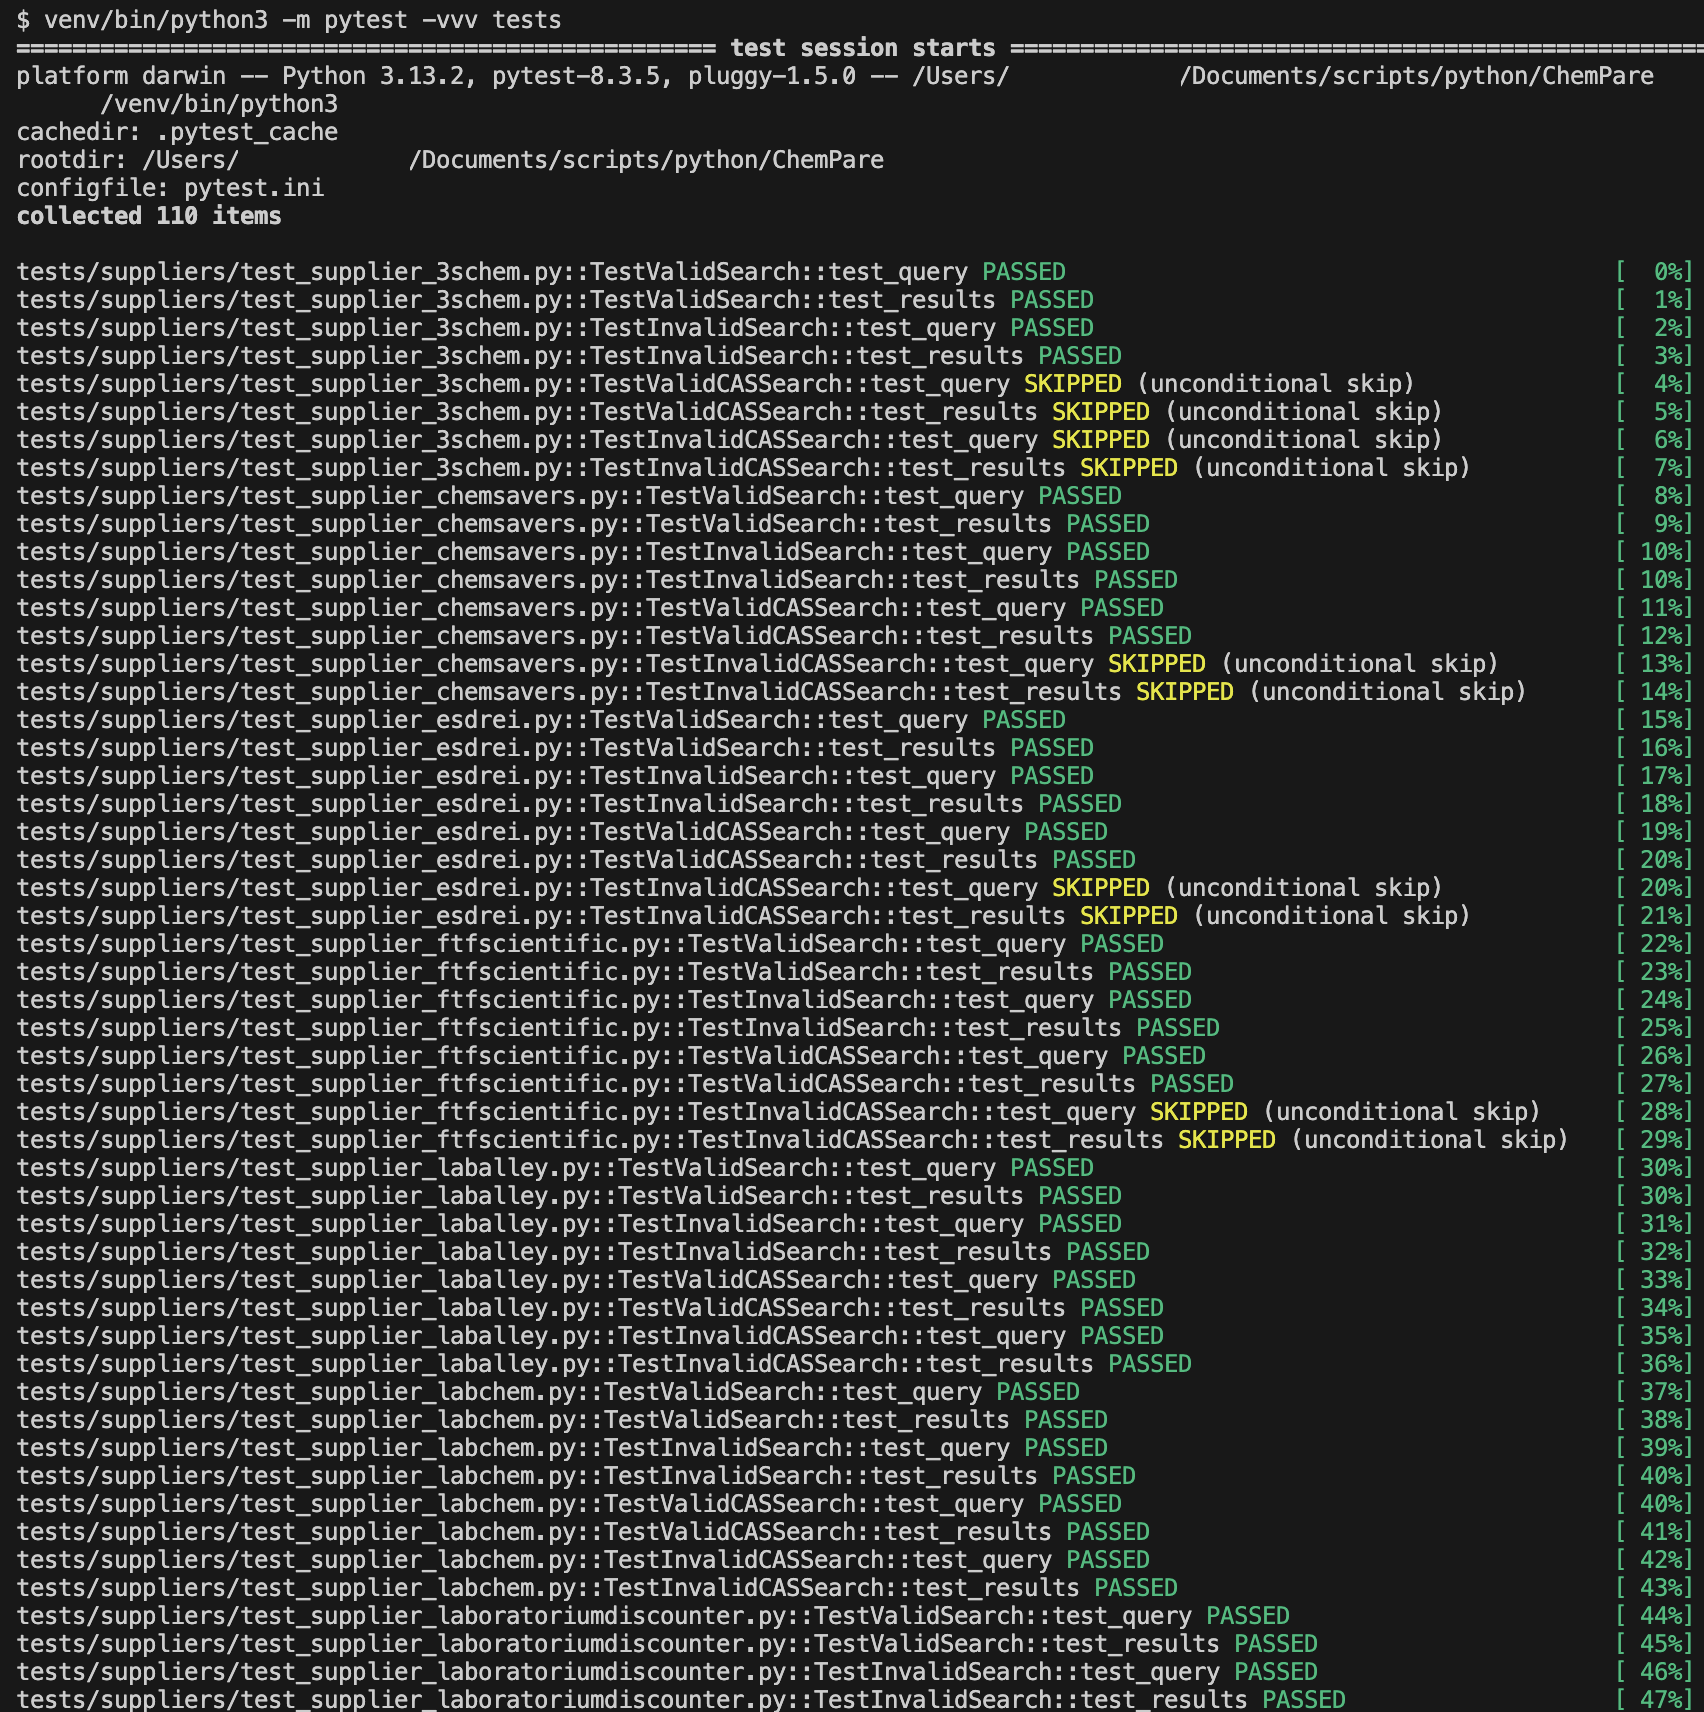 $ venv/bin/python3 -m pytest -vvv tests
================================================== test session starts ==================================================
platform darwin -- Python 3.13.2, pytest-8.3.5, pluggy-1.5.0 -- /Users/ /Documents/scripts/python/ChemPare
/venv/bin/python3
cachedir: .pytest_cache
rootdir: /Users/ /Documents/scripts/python/ChemPare
configfile: pytest.ini
collected 110 items
tests/suppliers/test_supplier_3schem.py::TestValidSearch::test_query PASSED [  0%]
tests/suppliers/test_supplier_3schem.py::TestValidSearch::test_results PASSED [  1%]
tests/suppliers/test_supplier_3schem.py::TestInvalidSearch::test_query PASSED [  2%]
tests/suppliers/test_supplier_3schem.py::TestInvalidSearch::test_results PASSED [  3%]
tests/suppliers/test_supplier_3schem.py::TestValidCASSearch::test_query SKIPPED (unconditional skip) [  4%]
tests/suppliers/test_supplier_3schem.py::TestValidCASSearch::test_results SKIPPED (unconditional skip) [  5%]
tests/suppliers/test_supplier_3schem.py::TestInvalidCASSearch::test_query SKIPPED (unconditional skip) [  6%]
tests/suppliers/test_supplier_3schem.py::TestInvalidCASSearch::test_results SKIPPED (unconditional skip) [  7%]
tests/suppliers/test_supplier_chemsavers.py::TestValidSearch::test_query PASSED [  8%]
tests/suppliers/test_supplier_chemsavers.py::TestValidSearch::test_results PASSED [  9%]
tests/suppliers/test_supplier_chemsavers.py::TestInvalidSearch::test_query PASSED [ 10%]
tests/suppliers/test_supplier_chemsavers.py::TestInvalidSearch::test_results PASSED [ 10%]
tests/suppliers/test_supplier_chemsavers.py::TestValidCASSearch::test_query PASSED [ 11%]
tests/suppliers/test_supplier_chemsavers.py::TestValidCASSearch::test_results PASSED [ 12%]
tests/suppliers/test_supplier_chemsavers.py::TestInvalidCASSearch::test_query SKIPPED (unconditional skip) [ 13%]
tests/suppliers/test_supplier_chemsavers.py::TestInvalidCASSearch::test_results SKIPPED (unconditional skip) [ 14%]
tests/suppliers/test_supplier_esdrei.py::TestValidSearch::test_query PASSED [ 15%]
tests/suppliers/test_supplier_esdrei.py::TestValidSearch::test_results PASSED [ 16%]
tests/suppliers/test_supplier_esdrei.py::TestInvalidSearch::test_query PASSED [ 17%]
tests/suppliers/test_supplier_esdrei.py::TestInvalidSearch::test_results PASSED [ 18%]
tests/suppliers/test_supplier_esdrei.py::TestValidCASSearch::test_query PASSED [ 19%]
tests/suppliers/test_supplier_esdrei.py::TestValidCASSearch::test_results PASSED [ 20%]
tests/suppliers/test_supplier_esdrei.py::TestInvalidCASSearch::test_query SKIPPED (unconditional skip) [ 20%]
tests/suppliers/test_supplier_esdrei.py::TestInvalidCASSearch::test_results SKIPPED (unconditional skip) [ 21%]
tests/suppliers/test_supplier_ftfscientific.py::TestValidSearch::test_query PASSED [ 22%]
tests/suppliers/test_supplier_ftfscientific.py::TestValidSearch::test_results PASSED [ 23%]
tests/suppliers/test_supplier_ftfscientific.py::TestInvalidSearch::test_query PASSED [ 24%]
tests/suppliers/test_supplier_ftfscientific.py::TestInvalidSearch::test_results PASSED [ 25%]
tests/suppliers/test_supplier_ftfscientific.py::TestValidCASSearch::test_query PASSED [ 26%]
tests/suppliers/test_supplier_ftfscientific.py::TestValidCASSearch::test_results PASSED [ 27%]
tests/suppliers/test_supplier_ftfscientific.py::TestInvalidCASSearch::test_query SKIPPED (unconditional skip) [ 28%]
tests/suppliers/test_supplier_ftfscientific.py::TestInvalidCASSearch::test_results SKIPPED (unconditional skip) [ 29%]
tests/suppliers/test_supplier_laballey.py::TestValidSearch::test_query PASSED [ 30%]
tests/suppliers/test_supplier_laballey.py::TestValidSearch::test_results PASSED [ 30%]
tests/suppliers/test_supplier_laballey.py::TestInvalidSearch::test_query PASSED [ 31%]
tests/suppliers/test_supplier_laballey.py::TestInvalidSearch::test_results PASSED [ 32%]
tests/suppliers/test_supplier_laballey.py::TestValidCASSearch::test_query PASSED [ 33%]
tests/suppliers/test_supplier_laballey.py::TestValidCASSearch::test_results PASSED [ 34%]
tests/suppliers/test_supplier_laballey.py::TestInvalidCASSearch::test_query PASSED [ 35%]
tests/suppliers/test_supplier_laballey.py::TestInvalidCASSearch::test_results PASSED [ 36%]
tests/suppliers/test_supplier_labchem.py::TestValidSearch::test_query PASSED [ 37%]
tests/suppliers/test_supplier_labchem.py::TestValidSearch::test_results PASSED [ 38%]
tests/suppliers/test_supplier_labchem.py::TestInvalidSearch::test_query PASSED [ 39%]
tests/suppliers/test_supplier_labchem.py::TestInvalidSearch::test_results PASSED [ 40%]
tests/suppliers/test_supplier_labchem.py::TestValidCASSearch::test_query PASSED [ 40%]
tests/suppliers/test_supplier_labchem.py::TestValidCASSearch::test_results PASSED [ 41%]
tests/suppliers/test_supplier_labchem.py::TestInvalidCASSearch::test_query PASSED [ 42%]
tests/suppliers/test_supplier_labchem.py::TestInvalidCASSearch::test_results PASSED [ 43%]
tests/suppliers/test_supplier_laboratoriumdiscounter.py::TestValidSearch::test_query PASSED [ 44%]
tests/suppliers/test_supplier_laboratoriumdiscounter.py::TestValidSearch::test_results PASSED [ 45%]
tests/suppliers/test_supplier_laboratoriumdiscounter.py::TestInvalidSearch::test_query PASSED [ 46%]
tests/suppliers/test_supplier_laboratoriumdiscounter.py::TestInvalidSearch::test_results PASSED [ 47%]